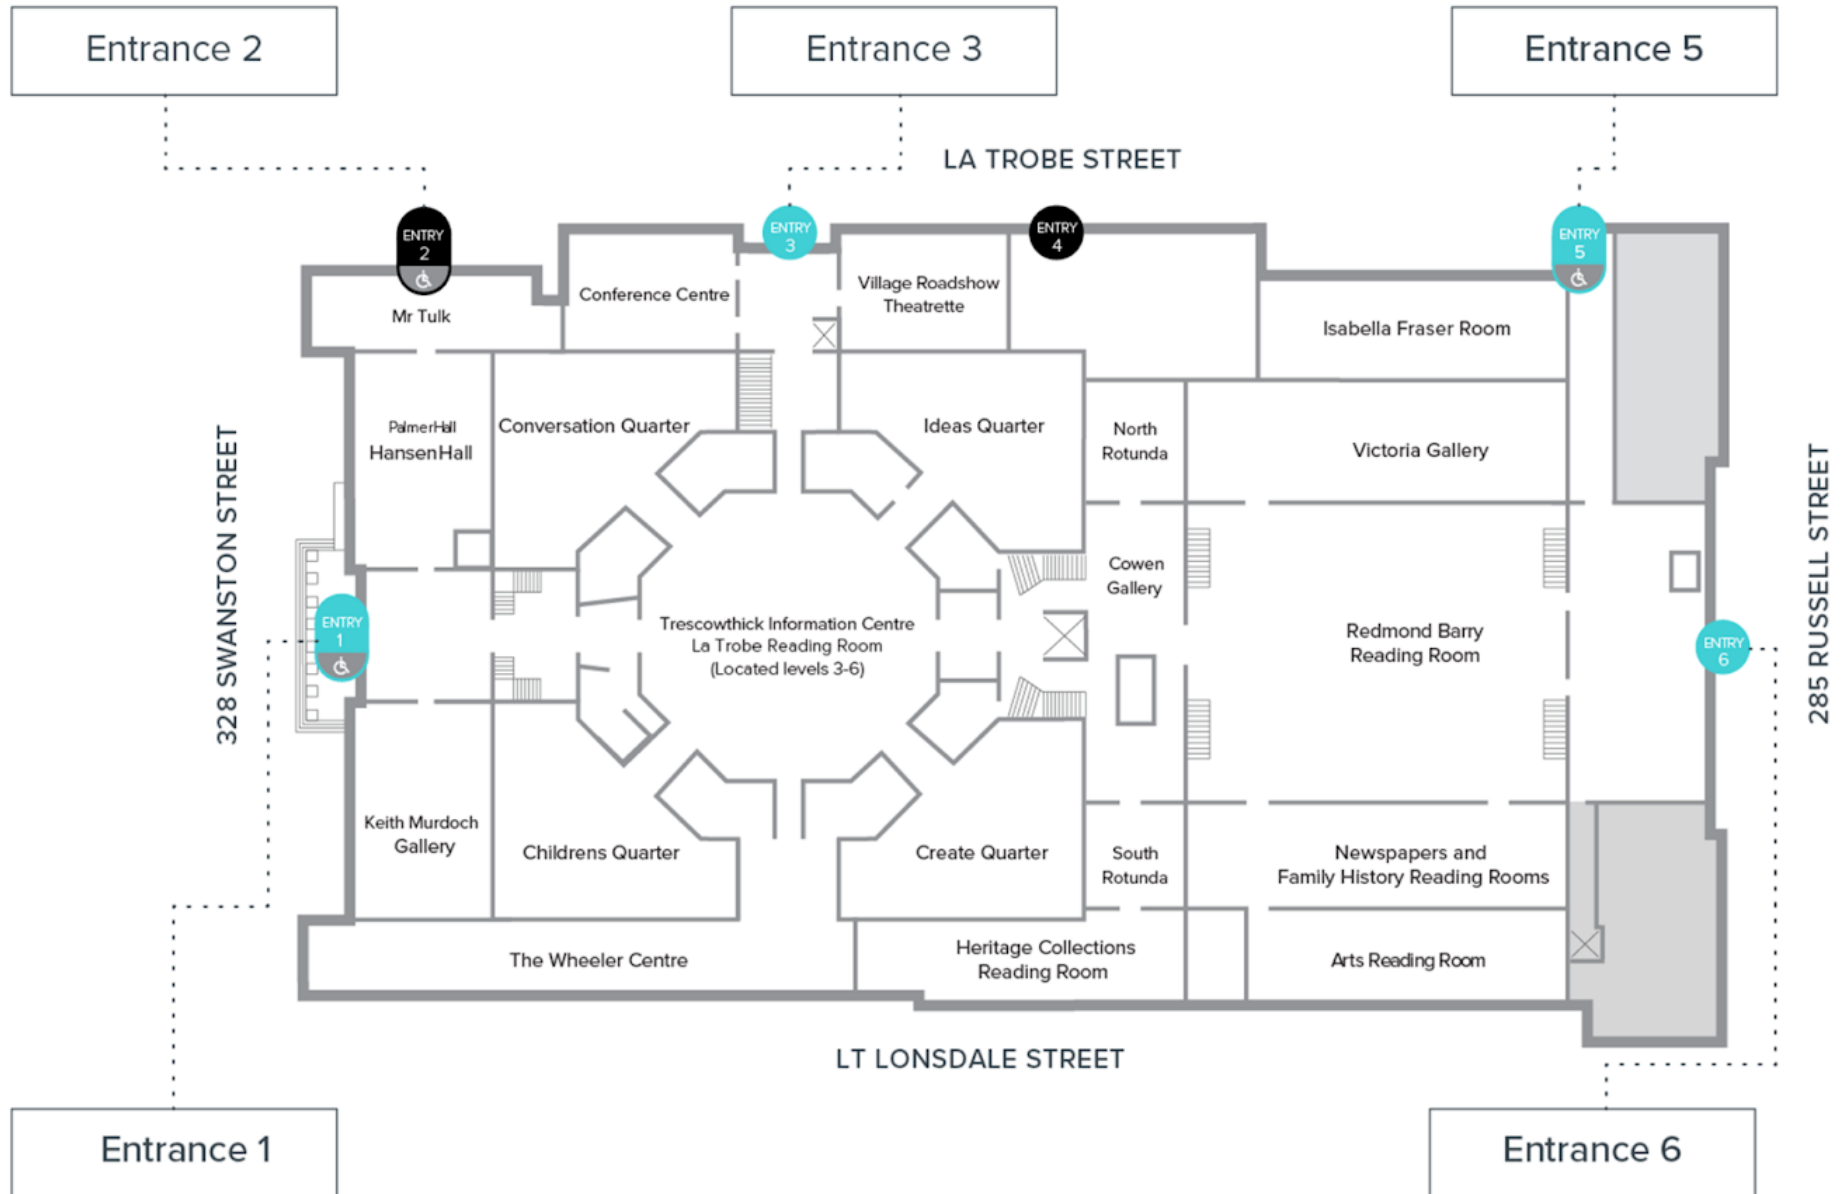 Entrance 2
Entrance 3
Entrance 5
LA TROBE STREET
ENTRY
2
ENTRY
3
ENTRY
4
ENTRY
5
Conference Centre
Village Roadshow
Theatrette
Mr Tulk
Isabella Fraser Room
PalmerHall
HansenHall
Conversation Quarter
Ideas Quarter
North
Rotunda
Victoria Gallery
328 SWANSTON STREET
285 RUSSELL STREET
Cowen
Gallery
ENTRY
1
Trescowthick Information Centre
La Trobe Reading Room
(Located levels 3-6)
Redmond Barry
Reading Room
ENTRY
6
Keith Murdoch
Gallery
Childrens Quarter
Create Quarter
South
Rotunda
Newspapers and
Family History Reading Rooms
The Wheeler Centre
Heritage Collections
Reading Room
Arts Reading Room
LT LONSDALE STREET
Entrance 1
Entrance 6